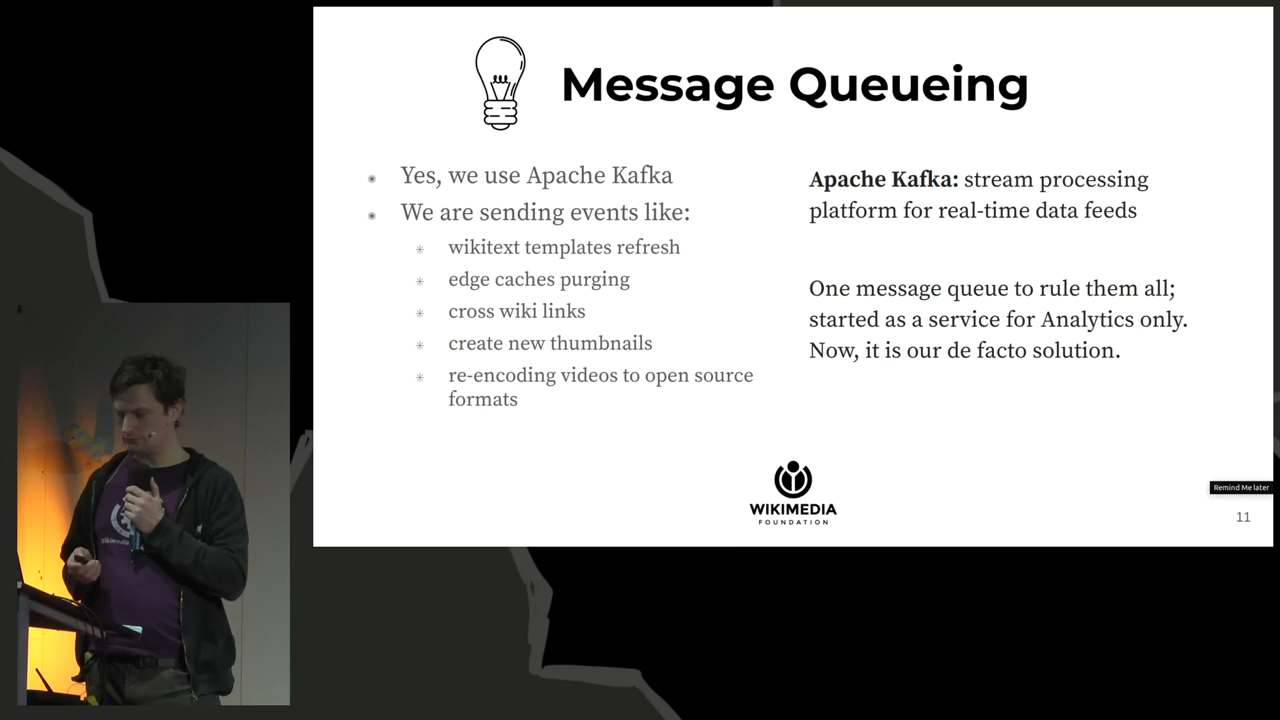 Message Queueing
Yes, we use Apache Kafka
We are sending events like:
wikitext templates refresh
edge caches purging
cross wiki links
create new thumbnails
re-encoding videos to open source
formats
Apache Kafka: stream processing
platform for real-time data feeds
One message queue to rule them all;
started as a service for Analytics only.
Now, it is our de facto solution.
WIKIMEDIA
FOUNDATION
Remind Me later
11